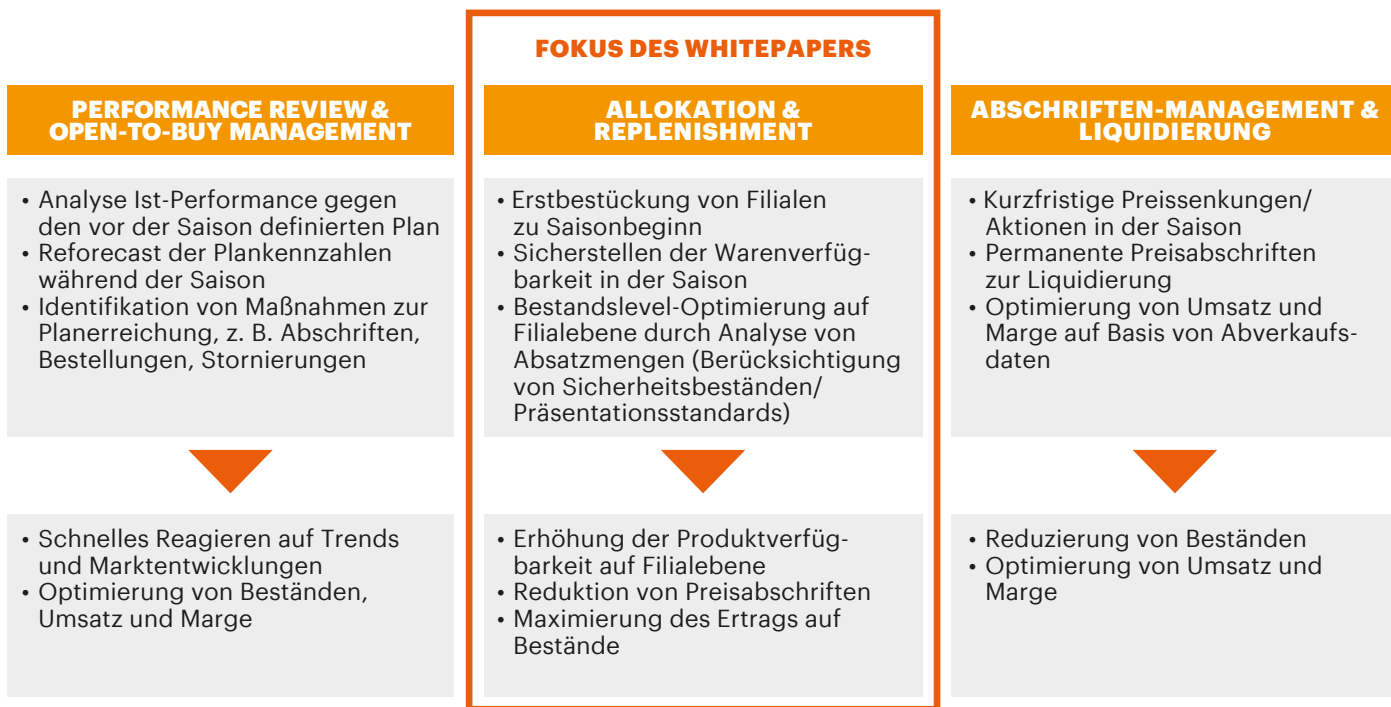 FOKUS DES WHITEPAPERS
PERFORMANCE REVIEW &
OPEN-TO-BUY MANAGEMENT
• Analyse Ist-Performance gegen
den vor der Saison definierten Plan
• Reforecast der Plankennzahlen
während der Saison
• Identifikation von Maßnahmen zur
Planerreichung, z. B. Abschriften,
Bestellungen, Stornierungen
• Schnelles Reagieren auf Trends
und Marktentwicklungen
• Optimierung von Beständen,
Umsatz und Marge
ALLOKATION &
REPLENISHMENT
• Erstbestückung von Filialen
zu Saisonbeginn
• Sicherstellen der Warenverfüg-
barkeit in der Saison
• Bestandslevel-Optimierung auf
Filialebene durch Analyse von
Absatzmengen (Berücksichtigung
von Sicherheitsbeständen/
Präsentationsstandards)
• Erhöhung der Produktverfüg-
barkeit auf Filialebene
• Reduktion von Preisabschriften
• Maximierung des Ertrags auf
Bestände
ABSCHRIFTEN-MANAGEMENT &
LIQUIDIERUNG
• Kurzfristige Preissenkungen/
Aktionen in der Saison
• Permanente Preisabschriften
zur Liquidierung
• Optimierung von Umsatz und
Marge auf Basis von Abverkaufs-
daten
• Reduzierung von Beständen
• Optimierung von Umsatz und
Marge